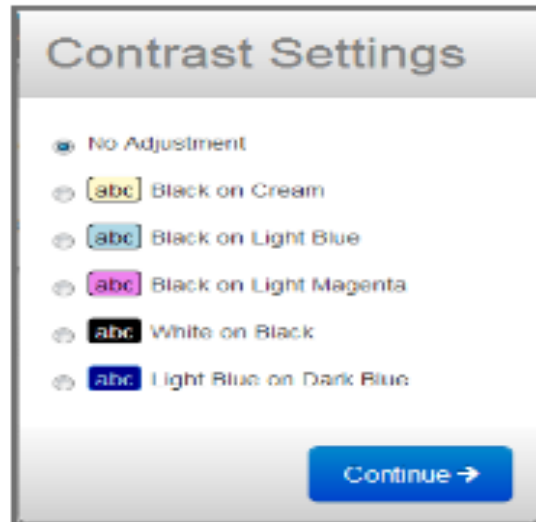 Contrast Settings
No Adjustment
abc Black on Cream
abc Black on Light Blue
abc Black on Light Magenta
abc White on Black
abc Light Blue on Dark Blue
Continue →